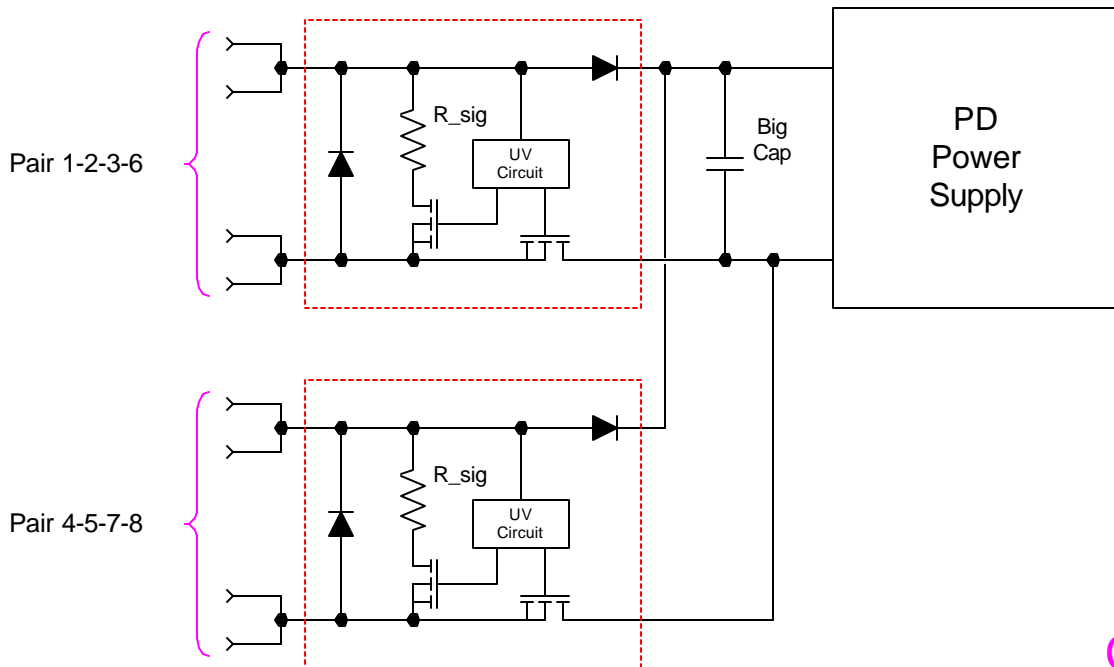 Pair 1-2-3-6
R_sig
UV
Circuit
Big
Cap
PD
Power
Supply
Pair 4-5-7-8
R_sig
UV
Circuit